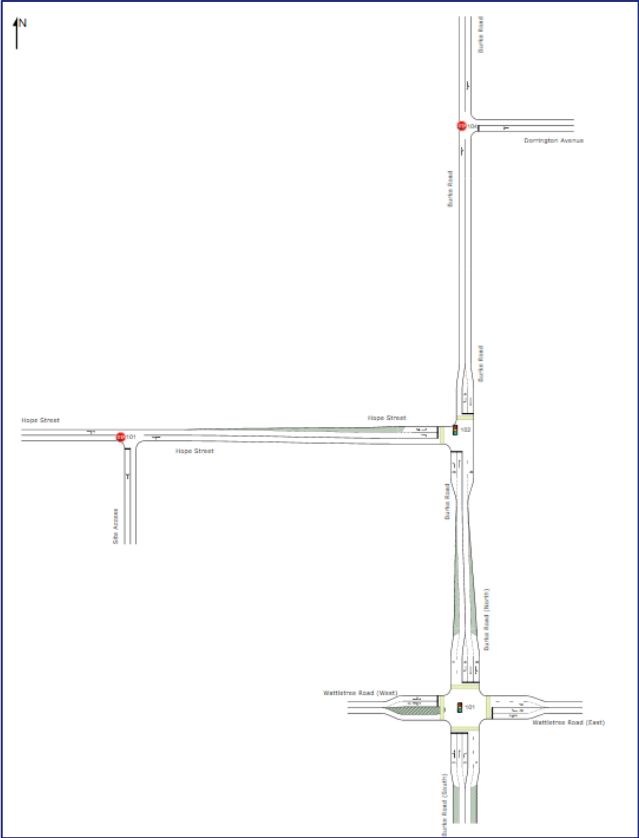 N
Burke Road
104
Dorrington Avenue
Burke Road
Burke Road
Hope Street
Hope Street
102
101
Hope Street
Burke Road
Site Access
Burke Road (North)
Wattletree Road (West)
101
Wattletree Road (East)
Burke Road (South)